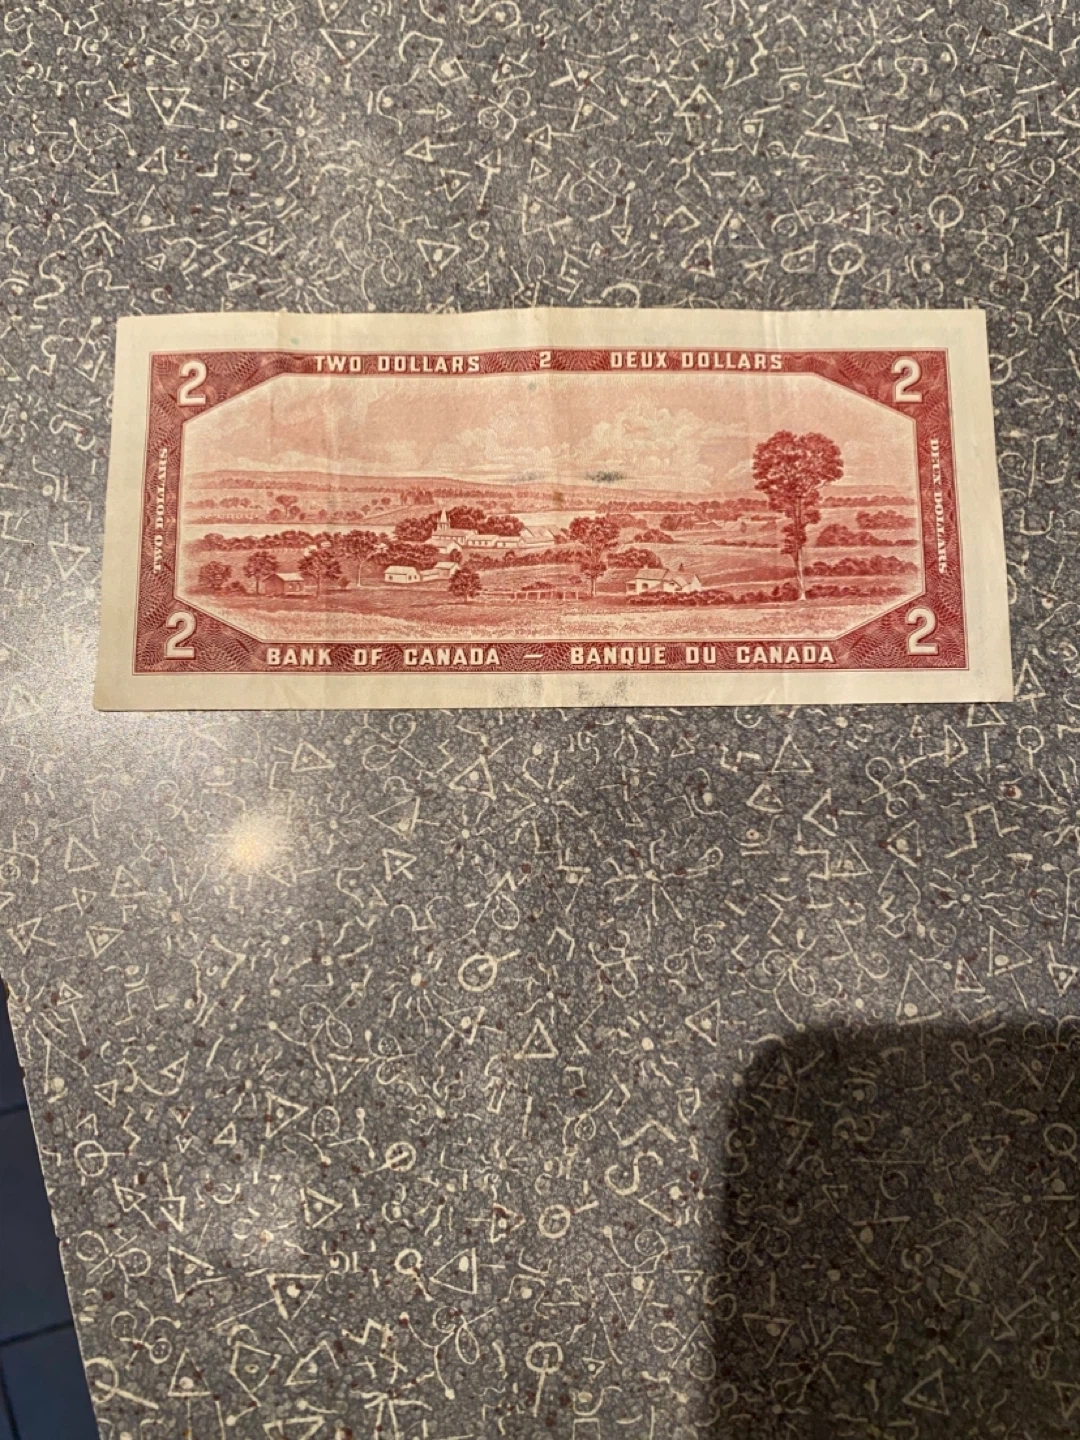 2 TWO DOLLARS 2 DEUX DOLLARS 2
TWO DOLLARS
DEUX DOLLARS
2 BANK OF CANADA – BANQUE DU CANADA 2